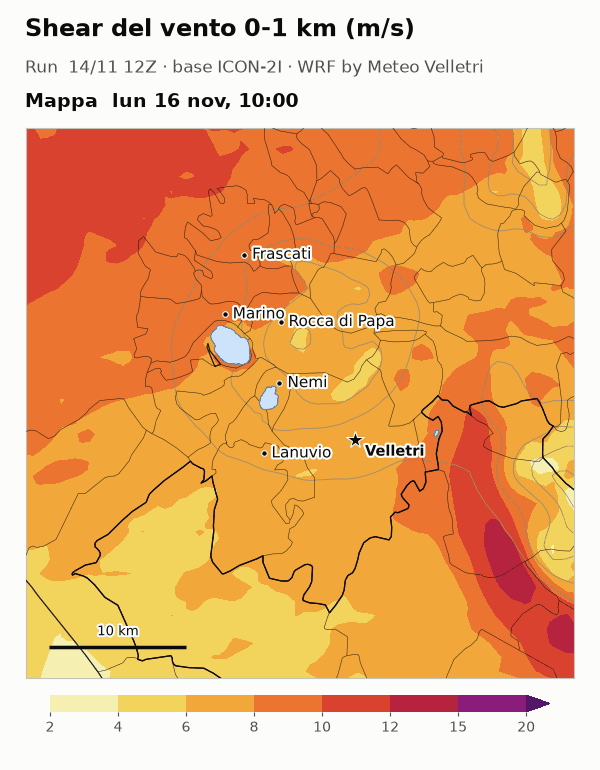 Shear del vento 0-1 km (m/s)
Run  14/11 12Z · base ICON-2I · WRF by Meteo Velletri
Mappa  lun 16 nov, 10:00
Frascati
Marino
Rocca di Papa
Nemi
Velletri
Lanuvio
10 km
2 4 6 8 10 12 15 20